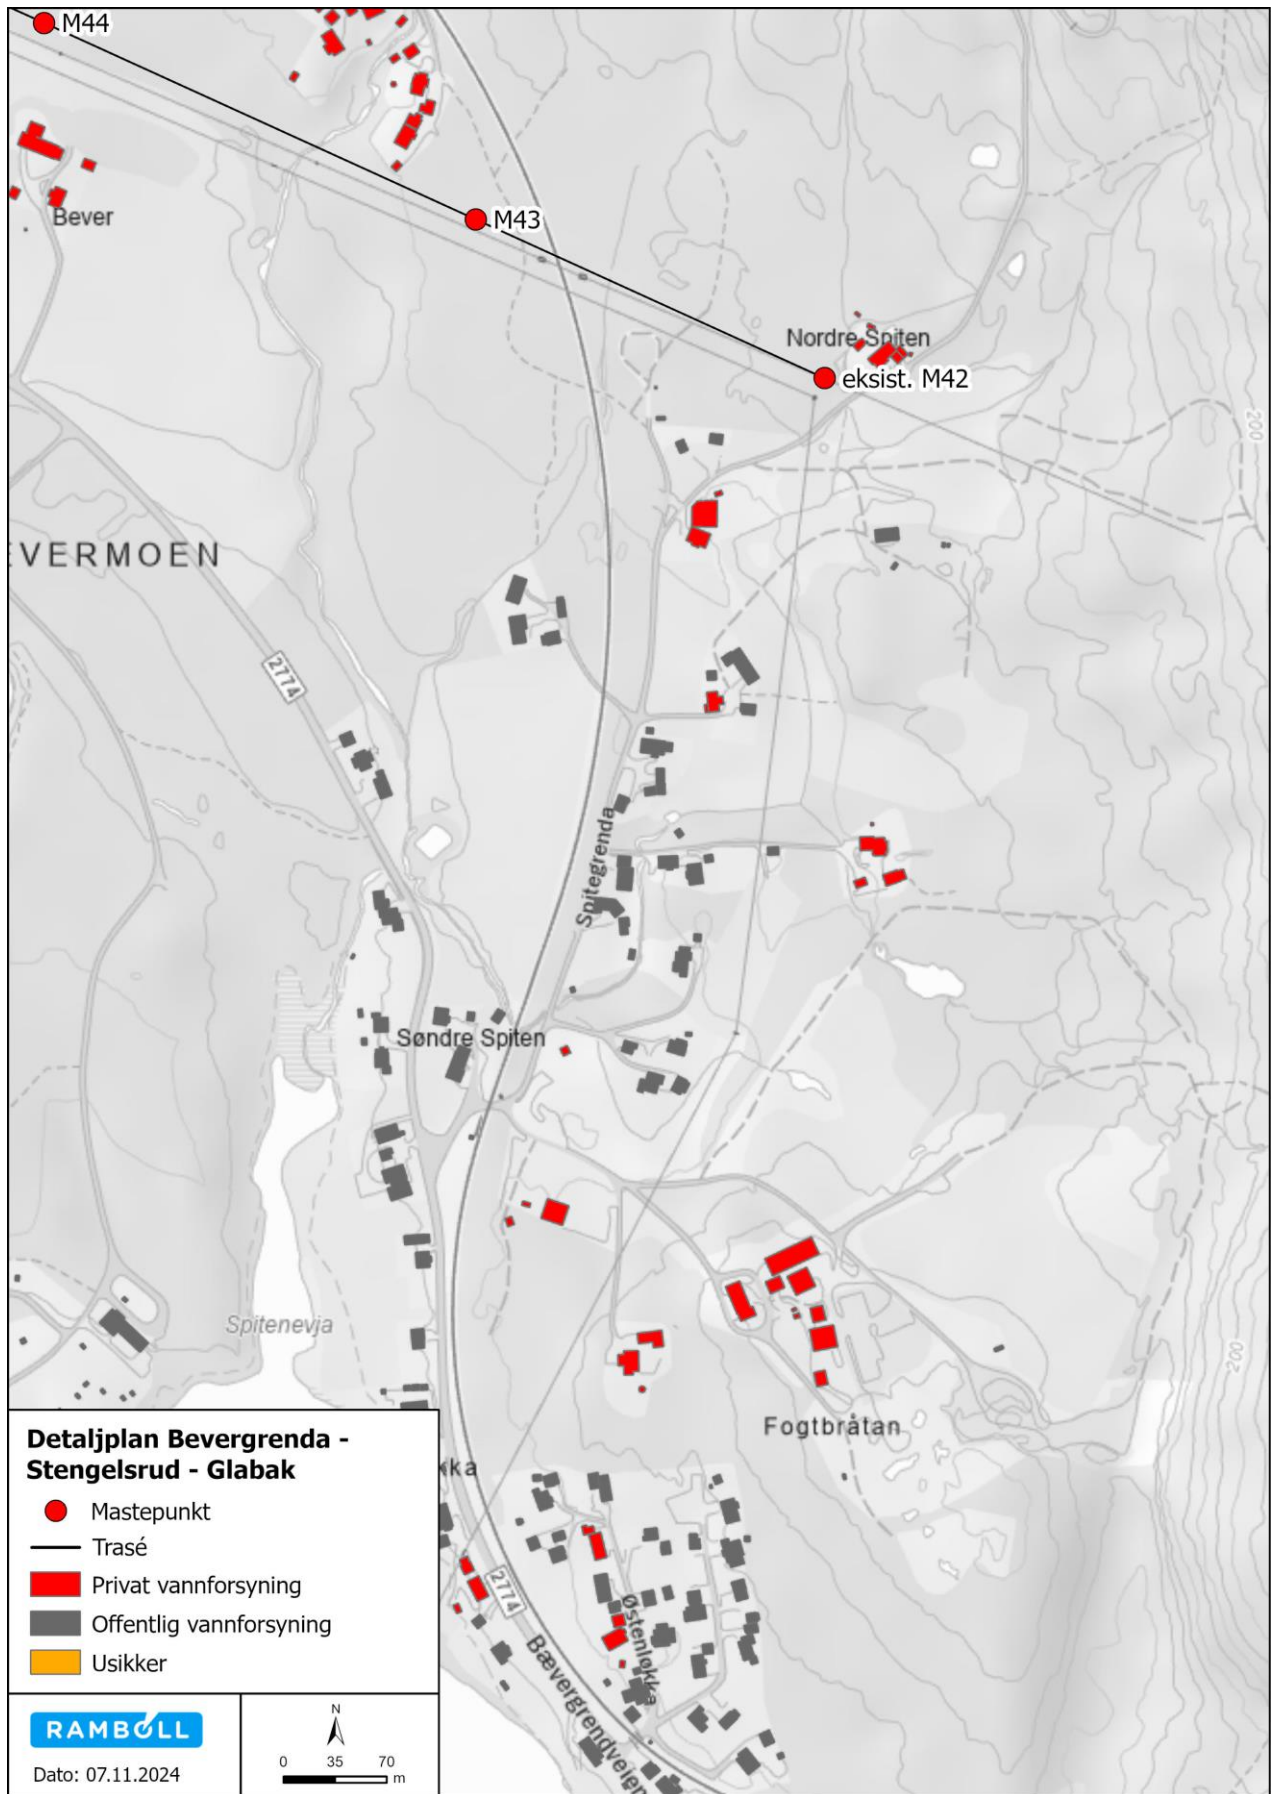 M44
Bever
M43
Nordre Spiten
eksist. M42
200
EVERMOEN
2774
Spitegrenda
Søndre Spiten
Spitenevja
200
Fogtbråtan
kka
2774
Østenløkka
Bævergrendveien
Detaljplan Bevergrenda -
Stengelsrud - Glabak
Mastepunkt
Trasé
Privat vannforsyning
Offentlig vannforsyning
Usikker
RAMBOLL
Dato: 07.11.2024
N
0 35 70
m